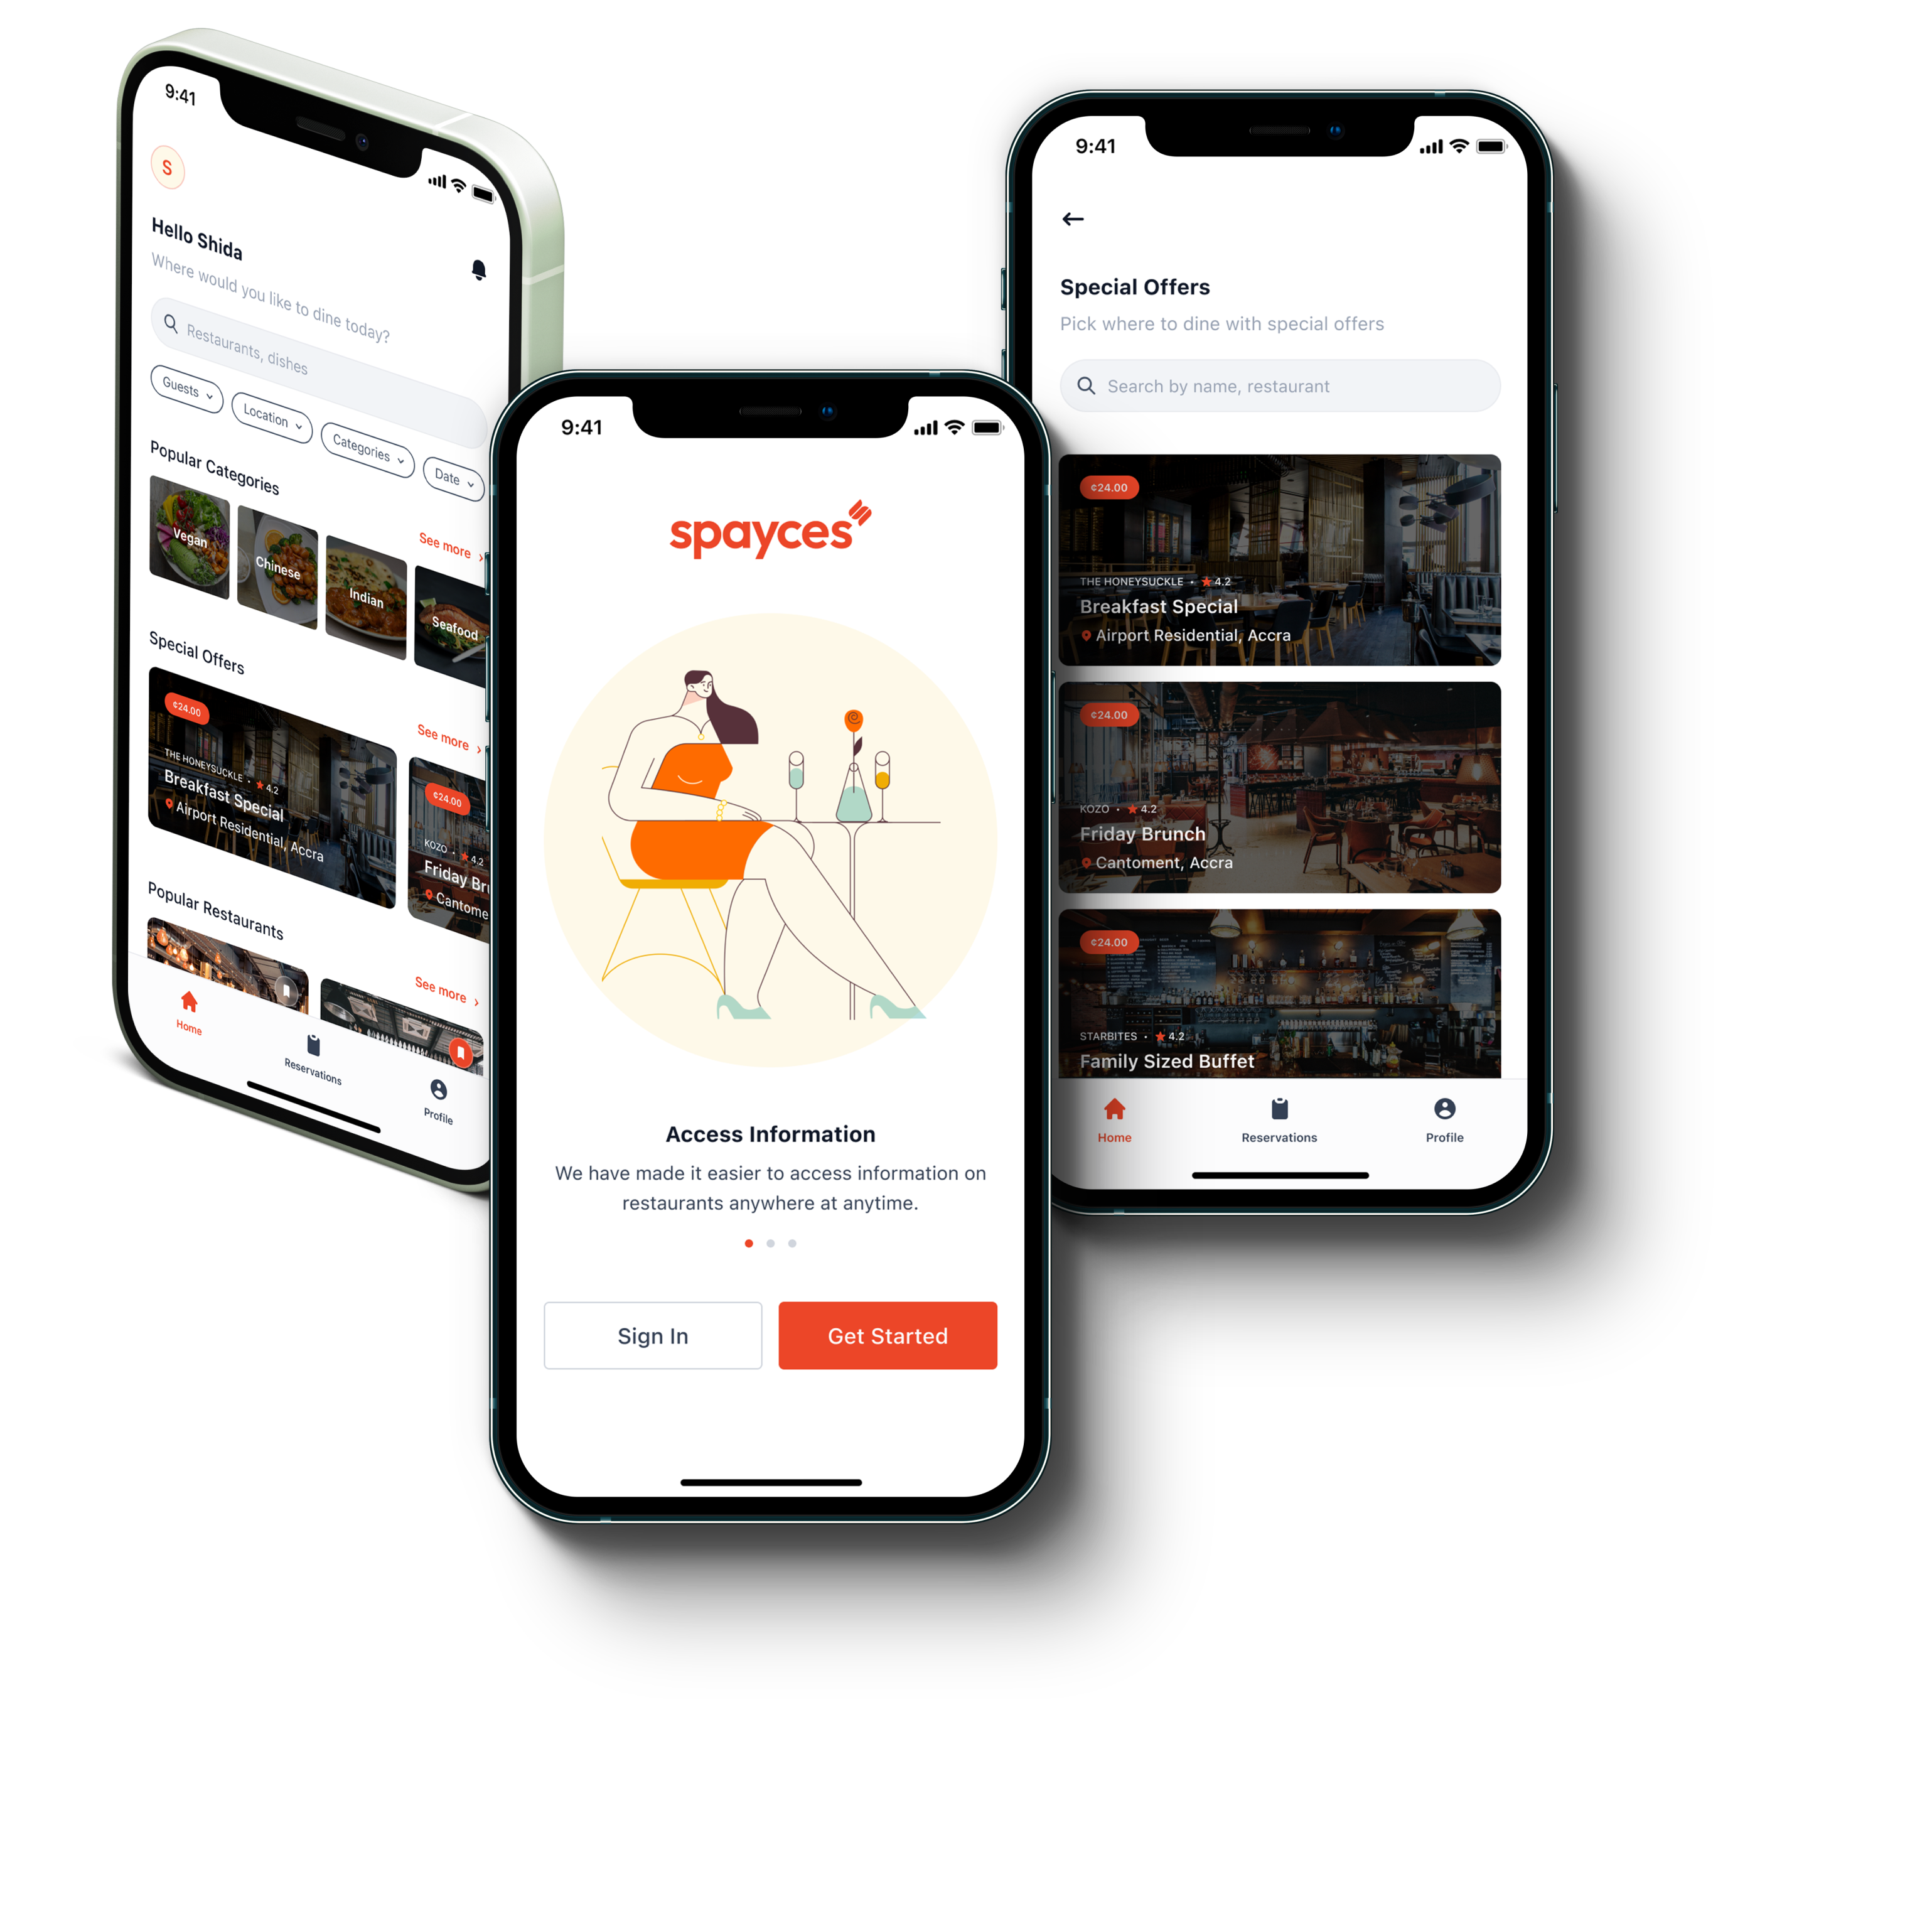 9:41
S
Hello Shida
Where would you like to dine today?
Restaurants, dishes
Guests
Location
Categories
Date
Popular Categories
See more
Vegan
Chinese
Indian
Seafood
Special Offers
See more
¢24.00
THE HONEYSUCKLE • 4.2
Breakfast Special
Airport Residential, Accra
¢24.00
KOZO • 4.2
Friday Br
Cantome
Popular Restaurants
See more
Home
Reservations
Profile
9:41
spayces
Access Information
We have made it easier to access information on
restaurants anywhere at anytime.
Sign In
Get Started
9:41
Special Offers
Pick where to dine with special offers
Search by name, restaurant
¢24.00
THE HONEYSUCKLE • 4.2
Breakfast Special
Airport Residential, Accra
¢24.00
KOZO • 4.2
Friday Brunch
Cantoment, Accra
¢24.00
STARBITES • 4.2
Family Sized Buffet
Home
Reservations
Profile